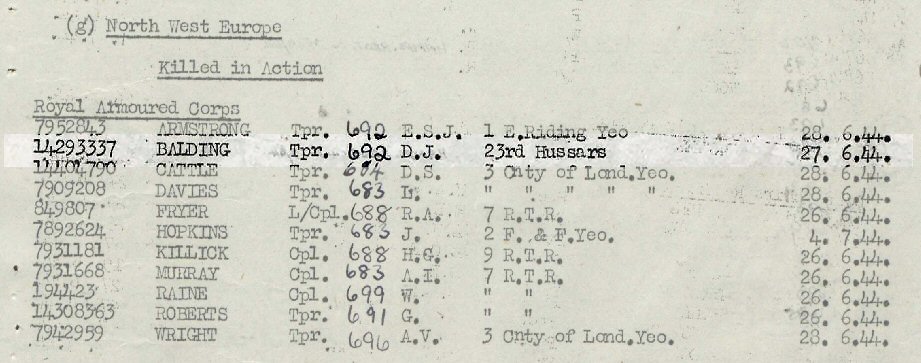 (g) North West Europe
Killed in Action
Royal Armoured Corps
7952843 ARMSTRONG Tpr. 692 E.S.J. 1 E.Riding Yeo 28. 6.44.
14293337 BALDING Tpr. 692 D.J. 23rd Hussars 27. 6.44.
14404790 CATTLE Tpr. 684 D.S. 3 Cnty of Lond.Yeo. 28. 6.44.
7909208 DAVIES Tpr. 683 L. " " " " " 28. 6.44.
849807 FRYER L/Cpl. 688 R.A. 7 R.T.R. 26. 6.44.
7892624 HOPKINS Tpr. 683 J. 2 F. & F.Yeo. 4. 7.44.
7931181 KILLICK Cpl. 688 H.G. 9 R.T.R. 26. 6.44.
7931668 MURRAY Cpl. 683 A.I. 7 R.T.R. 26. 6.44.
194423 RAINE Cpl. 699 W. " " 26. 6.44.
14308363 ROBERTS Tpr. 691 G. " " 26. 6.44.
7942959 WRIGHT Tpr. 696 A.V. 3 Cnty of Lond.Yeo. 28. 6.44.